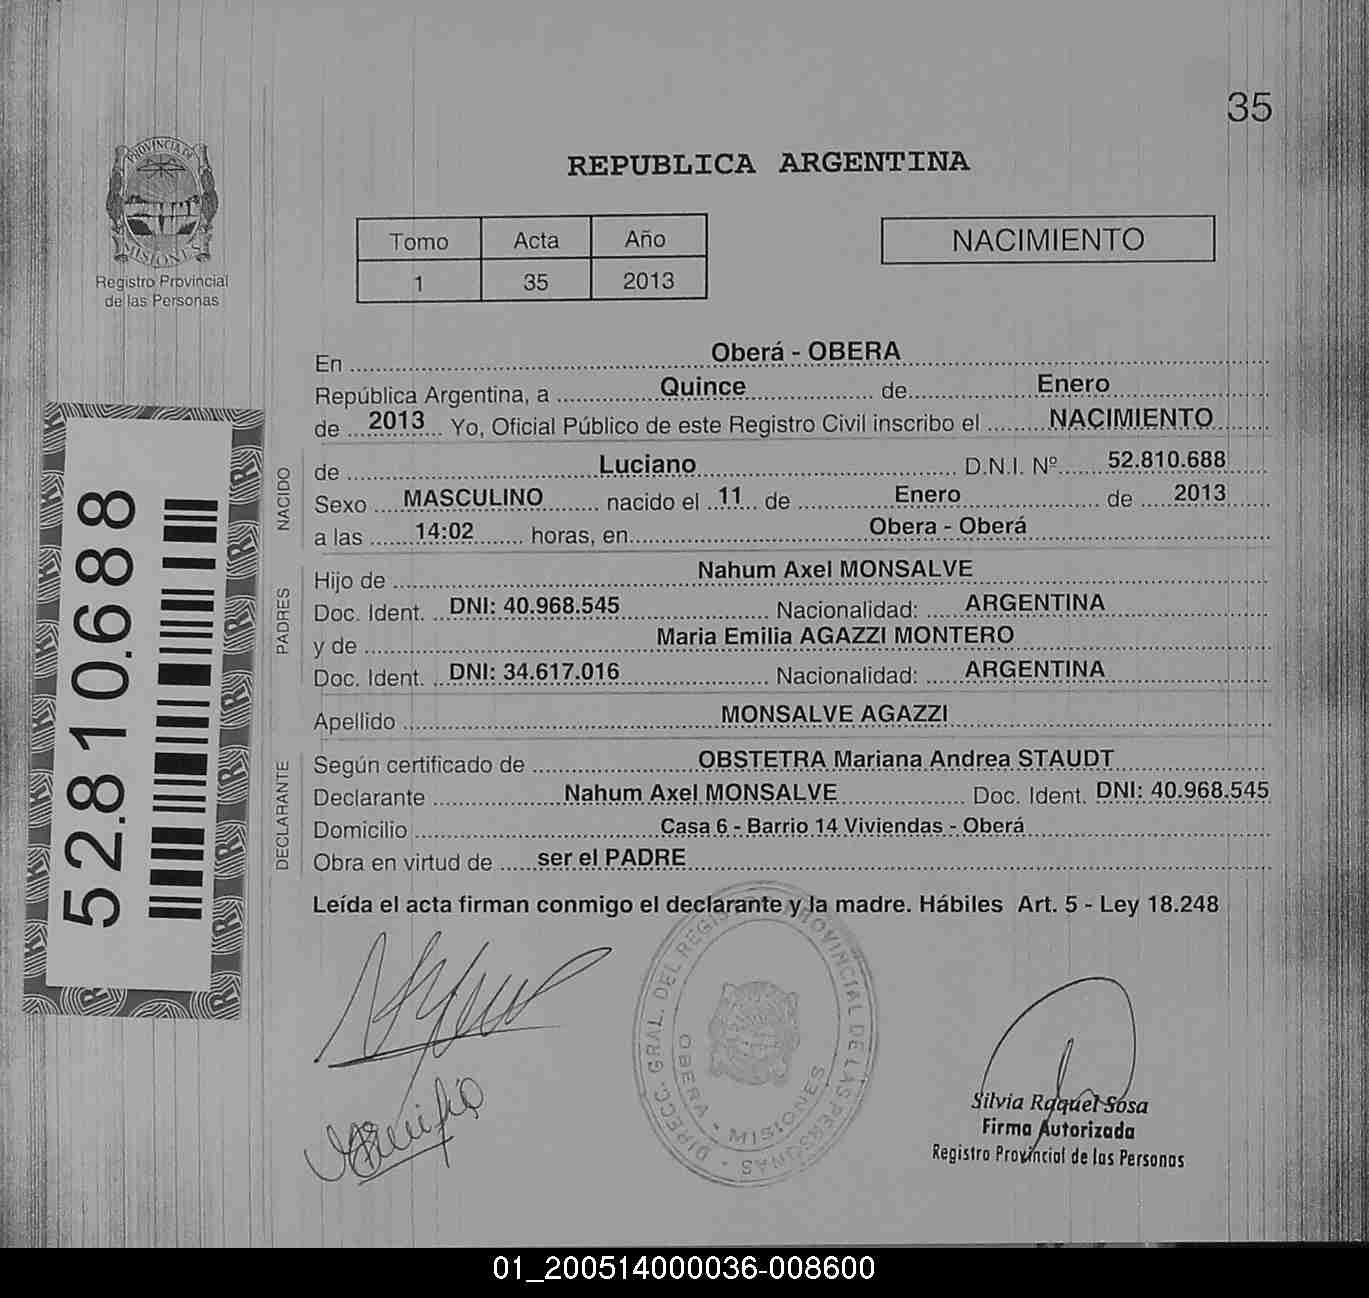 35
PROVINCIA DE
MISIONES
Registro Provincial
de las Personas
REPUBLICA ARGENTINA
Tomo Acta Año
1 35 2013
NACIMIENTO
En Oberá - OBERA
República Argentina, a Quince de Enero
de 2013 Yo, Oficial Público de este Registro Civil inscribo el NACIMIENTO
NACIDO
de Luciano D.N.I. Nº 52.810.688
Sexo MASCULINO nacido el 11 de Enero de 2013
a las 14:02 horas, en Obera - Oberá
PADRES
Hijo de Nahum Axel MONSALVE
Doc. Ident. DNI: 40.968.545 Nacionalidad: ARGENTINA
y de Maria Emilia AGAZZI MONTERO
Doc. Ident. DNI: 34.617.016 Nacionalidad: ARGENTINA
Apellido MONSALVE AGAZZI
DECLARANTE
Según certificado de OBSTETRA Mariana Andrea STAUDT
Declarante Nahum Axel MONSALVE Doc. Ident. DNI: 40.968.545
Domicilio Casa 6 - Barrio 14 Viviendas - Oberá
Obra en virtud de ser el PADRE
Leída el acta firman conmigo el declarante y la madre. Hábiles Art. 5 - Ley 18.248
52.810.688
DIRECC. GRAL. DEL REGISTRO PROVINCIAL DE LAS PERSONAS
OBERA - MISIONES
Silvia Raquel Sosa
Firma Autorizada
Registro Provincial de las Personas
01_200514000036-008600